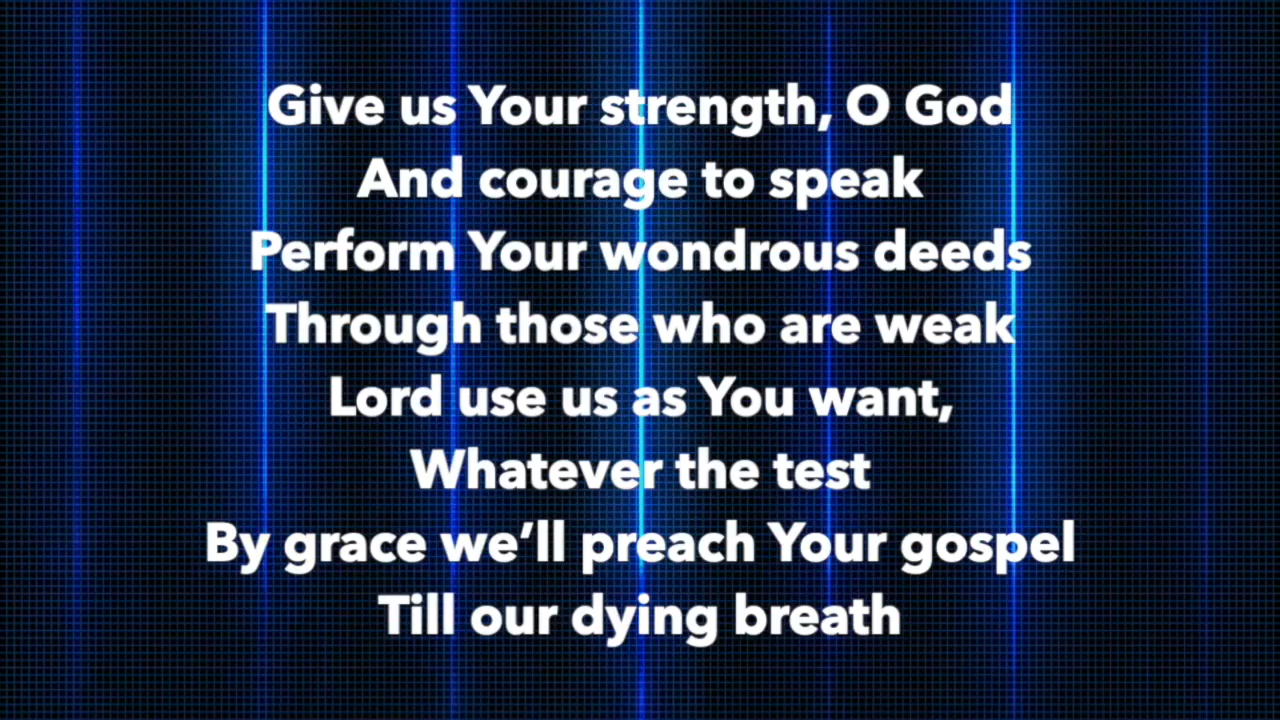 Give us Your strength, O God
And courage to speak
Perform Your wondrous deeds
Through those who are weak
Lord use us as You want,
Whatever the test
By grace we’ll preach Your gospel
Till our dying breath